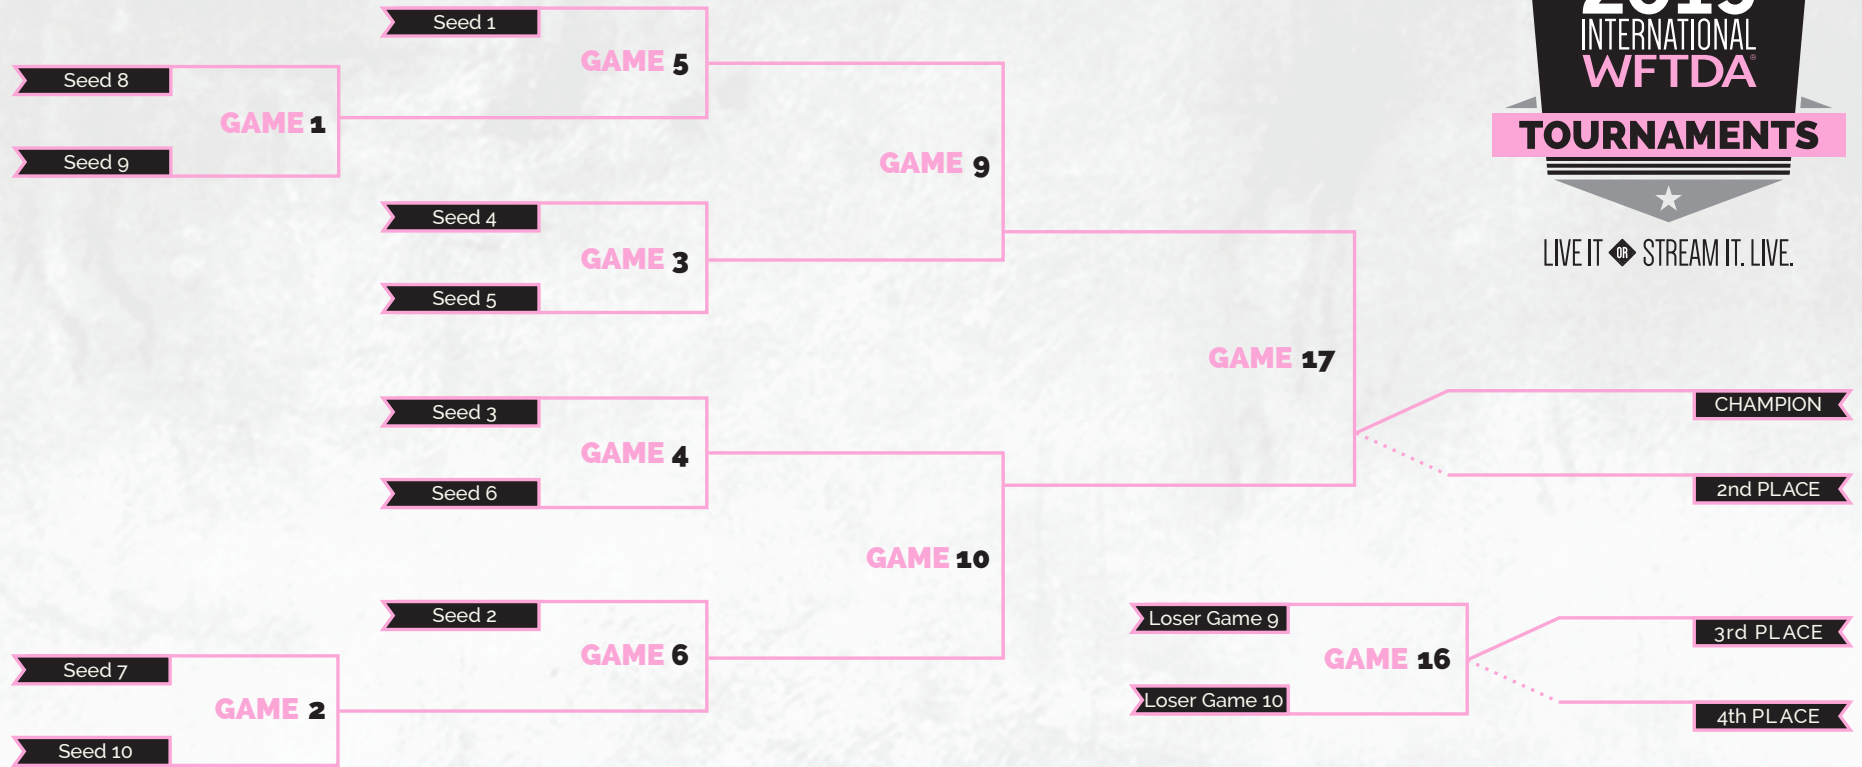 INTERNATIONAL
WFTDA®
TOURNAMENTS
LIVE IT OR STREAM IT. LIVE.
Seed 1
GAME 5
Seed 8
GAME 1
Seed 9
GAME 9
Seed 4
GAME 3
Seed 5
GAME 17
Seed 3
GAME 4
Seed 6
CHAMPION
2nd PLACE
GAME 10
Seed 2
GAME 6
Seed 7
GAME 2
Seed 10
Loser Game 9
GAME 16
Loser Game 10
3rd PLACE
4th PLACE